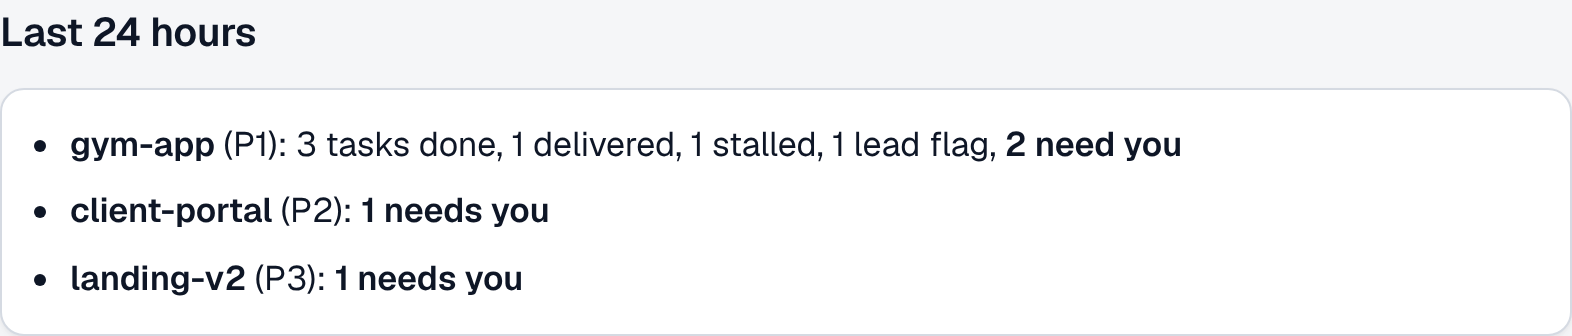 Last 24 hours
• gym-app (P1): 3 tasks done, 1 delivered, 1 stalled, 1 lead flag, 2 need you
• client-portal (P2): 1 needs you
• landing-v2 (P3): 1 needs you